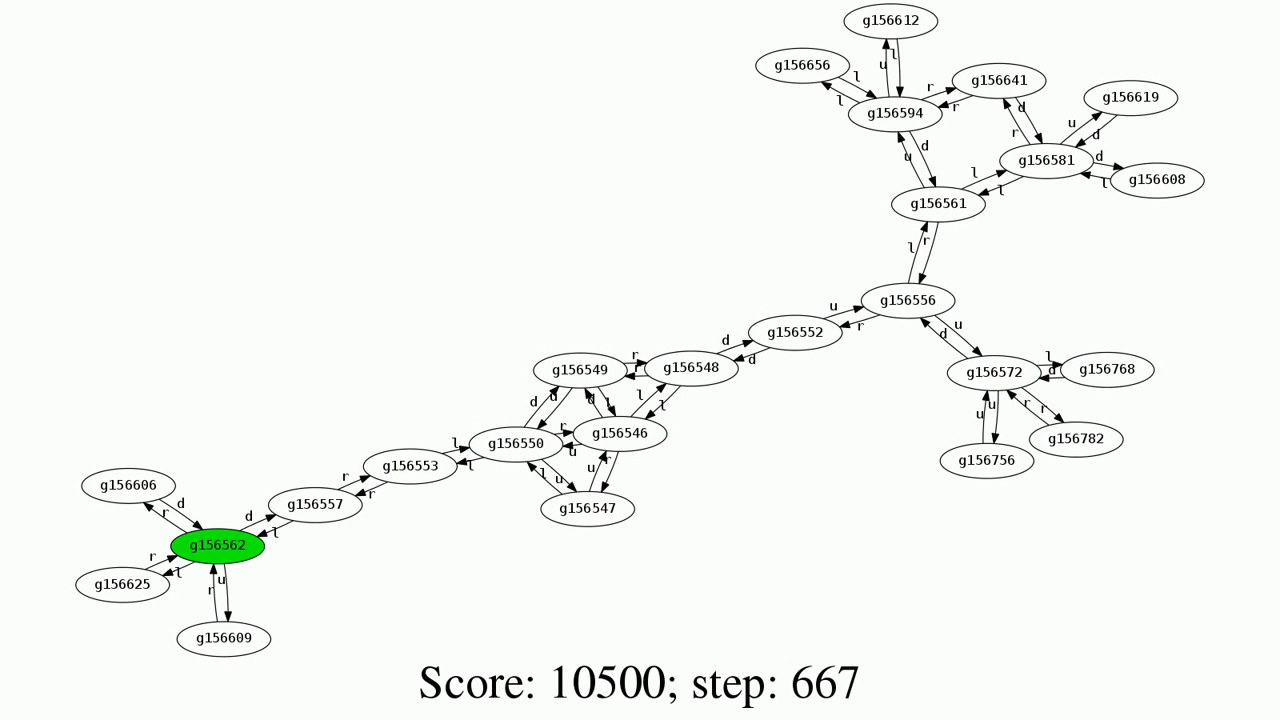 g156612
g156656
l
l
u
l
g156641
r
r
g156594
d
g156619
u
d
r
g156581
d
l
g156608
d
u
l
l
g156561
l
r
g156556
u
r
g156552
u
d
d
d
g156572
l
d
g156768
r
r
g156782
u
u
g156756
g156549
r
r
g156548
d
u
d
l
l
l
g156550
r
u
g156546
l
u
u
r
g156547
l
l
g156553
r
r
g156557
d
l
g156606
d
r
g156562
r
l
g156625
r
u
g156609
Score: 10500; step: 667